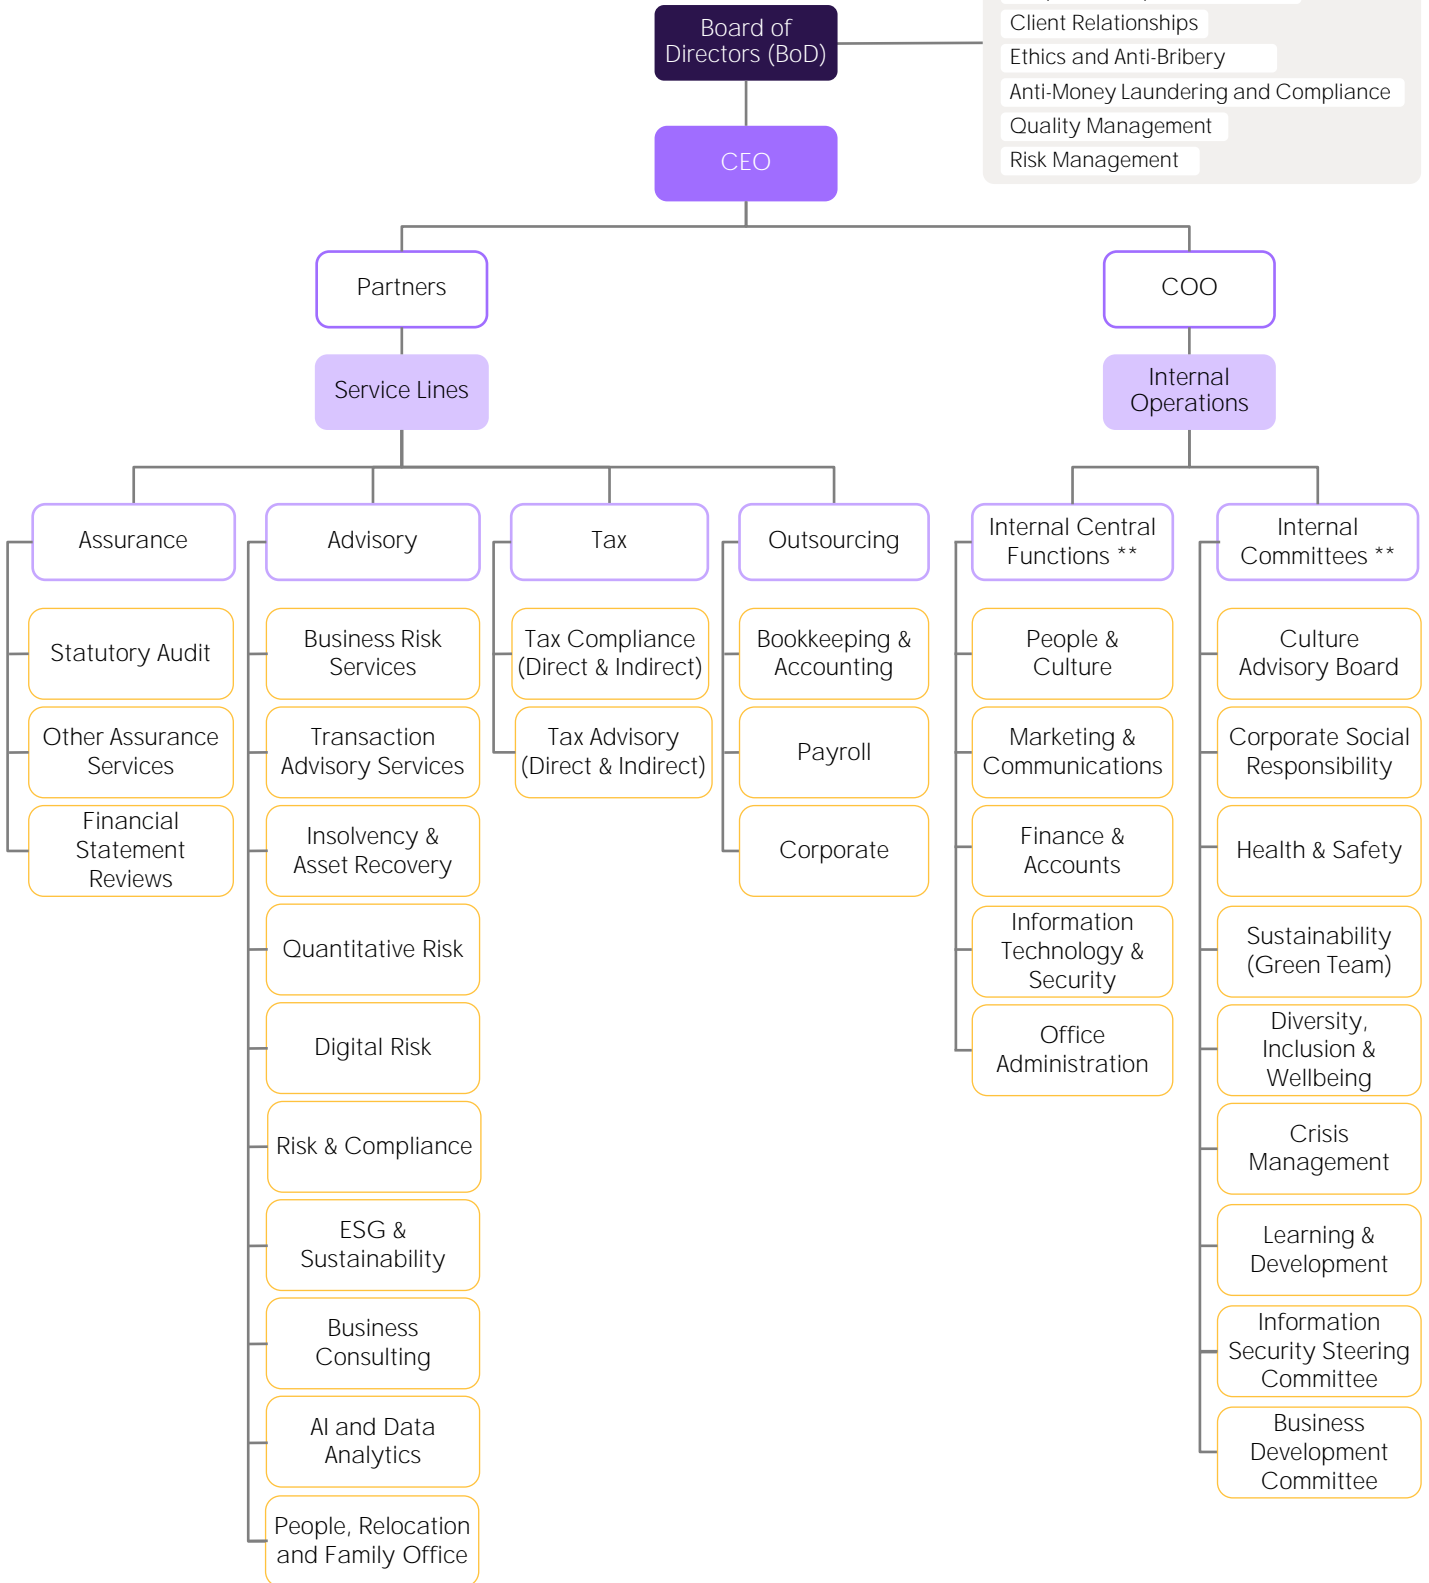 Board of
Directors (BoD)
Client Relationships
Ethics and Anti-Bribery
Anti-Money Laundering and Compliance
Quality Management
Risk Management
CEO
Partners
COO
Service Lines
Internal
Operations
Assurance
Advisory
Tax
Outsourcing
Internal Central
Functions **
Internal
Committees **
Statutory Audit
Other Assurance
Services
Financial
Statement
Reviews
Business Risk
Services
Transaction
Advisory Services
Insolvency &
Asset Recovery
Quantitative Risk
Digital Risk
Risk & Compliance
ESG &
Sustainability
Business
Consulting
AI and Data
Analytics
People, Relocation
and Family Office
Tax Compliance
(Direct & Indirect)
Tax Advisory
(Direct & Indirect)
Bookkeeping &
Accounting
Payroll
Corporate
People &
Culture
Marketing &
Communications
Finance &
Accounts
Information
Technology &
Security
Office
Administration
Culture
Advisory Board
Corporate Social
Responsibility
Health & Safety
Sustainability
(Green Team)
Diversity,
Inclusion &
Wellbeing
Crisis
Management
Learning &
Development
Information
Security Steering
Committee
Business
Development
Committee